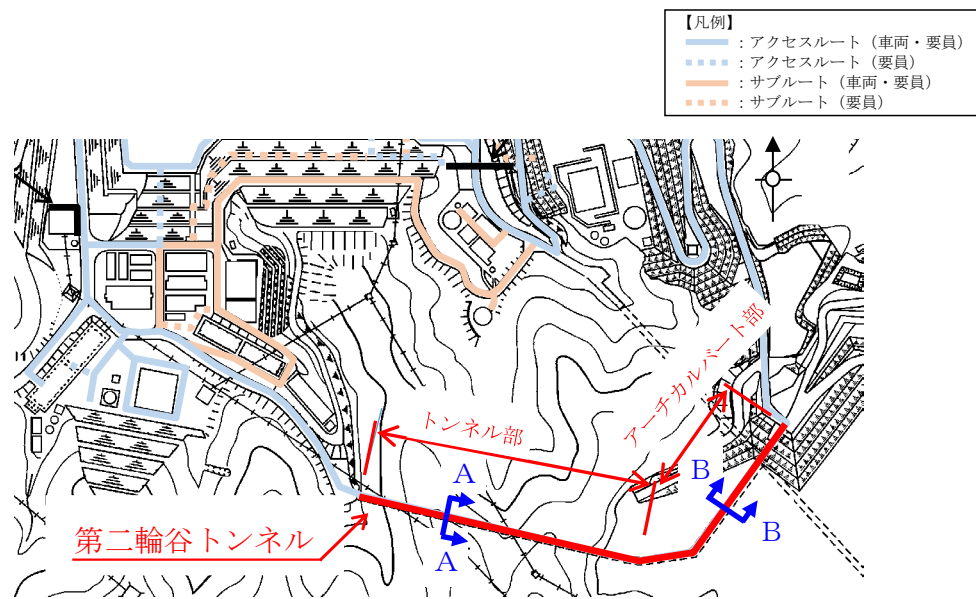 【凡例】
：アクセスルート（車両・要員）
：アクセスルート（要員）
：サブルート（車両・要員）
：サブルート（要員）
アーチカルバート部
トンネル部
A
B
B
A
第二輪谷トンネル